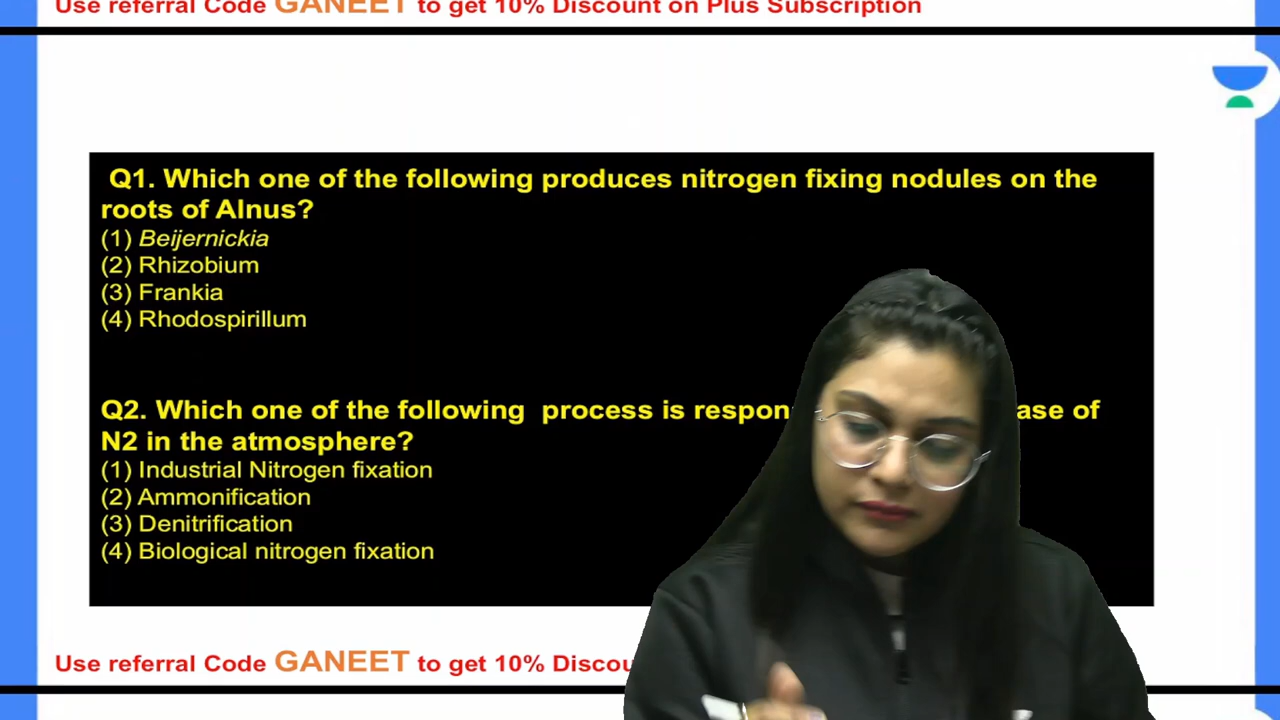 Use referral Code GANEET to get 10% Discount on Plus Subscription
Q1. Which one of the following produces nitrogen fixing nodules on the
roots of Alnus?
(1) Beijernickia
(2) Rhizobium
(3) Frankia
(4) Rhodospirillum
Q2. Which one of the following process is respon ase of
N2 in the atmosphere?
(1) Industrial Nitrogen fixation
(2) Ammonification
(3) Denitrification
(4) Biological nitrogen fixation
Use referral Code GANEET to get 10% Discou